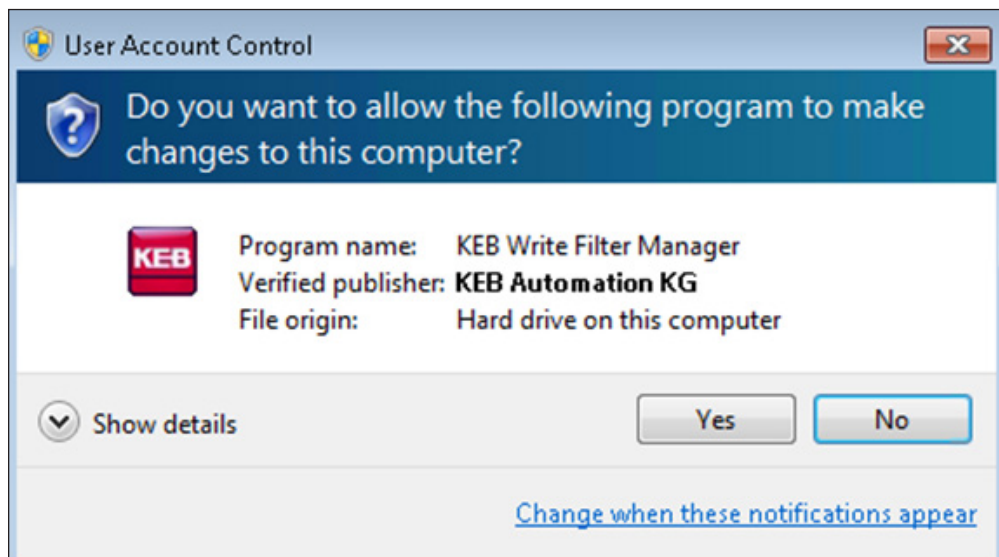 User Account Control
Do you want to allow the following program to make
changes to this computer?
KEB
Program name: KEB Write Filter Manager
Verified publisher: KEB Automation KG
File origin: Hard drive on this computer
Show details
Yes
No
Change when these notifications appear